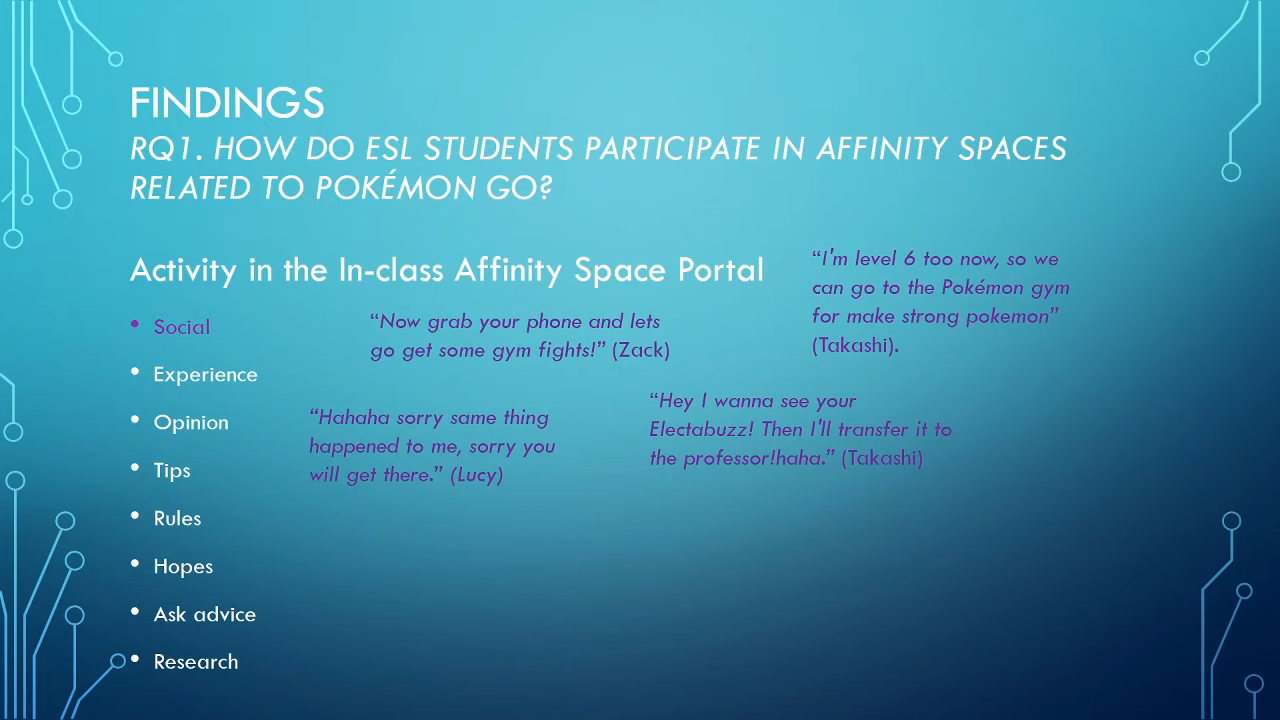 FINDINGS
RQ1. HOW DO ESL STUDENTS PARTICIPATE IN AFFINITY SPACES
RELATED TO POKÉMON GO?
Activity in the In-class Affinity Space Portal
• Social
• Experience
• Opinion
• Tips
• Rules
• Hopes
• Ask advice
• Research
“Now grab your phone and lets
go get some gym fights!” (Zack)
“I'm level 6 too now, so we
can go to the Pokémon gym
for make strong pokemon”
(Takashi).
“Hahaha sorry same thing
happened to me, sorry you
will get there.” (Lucy)
“Hey I wanna see your
Electabuzz! Then I'll transfer it to
the professor!haha.” (Takashi)